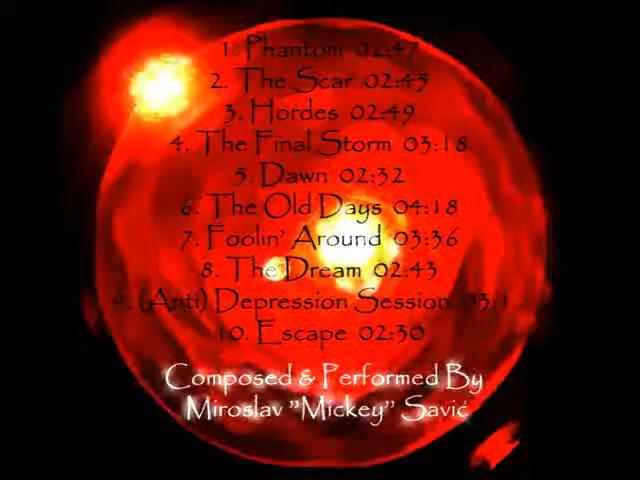 1. Phantom 02:47
2. The Scar 02:43
3. Hordes 02:49
4. The Final Storm 03:18
5. Dawn 02:32
6. The Old Days 04:18
7. Foolin' Around 03:36
8. The Dream 02:43
9. (Anti) Depression Session
10. Escape 02:30
Composed & Performed By
Miroslav "Mickey" Savić